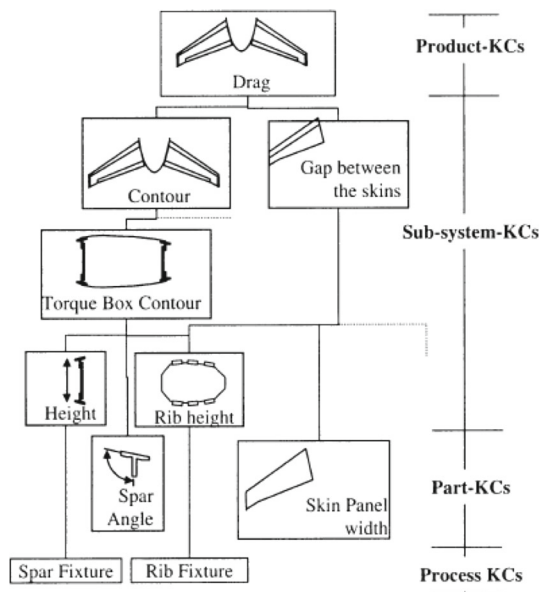 Product-KCs
Drag
Contour
Gap between
the skins
Sub-system-KCs
Torque Box Contour
Height
Rib height
Spar
Angle
Skin Panel
width
Part-KCs
Spar Fixture
Rib Fixture
Process KCs